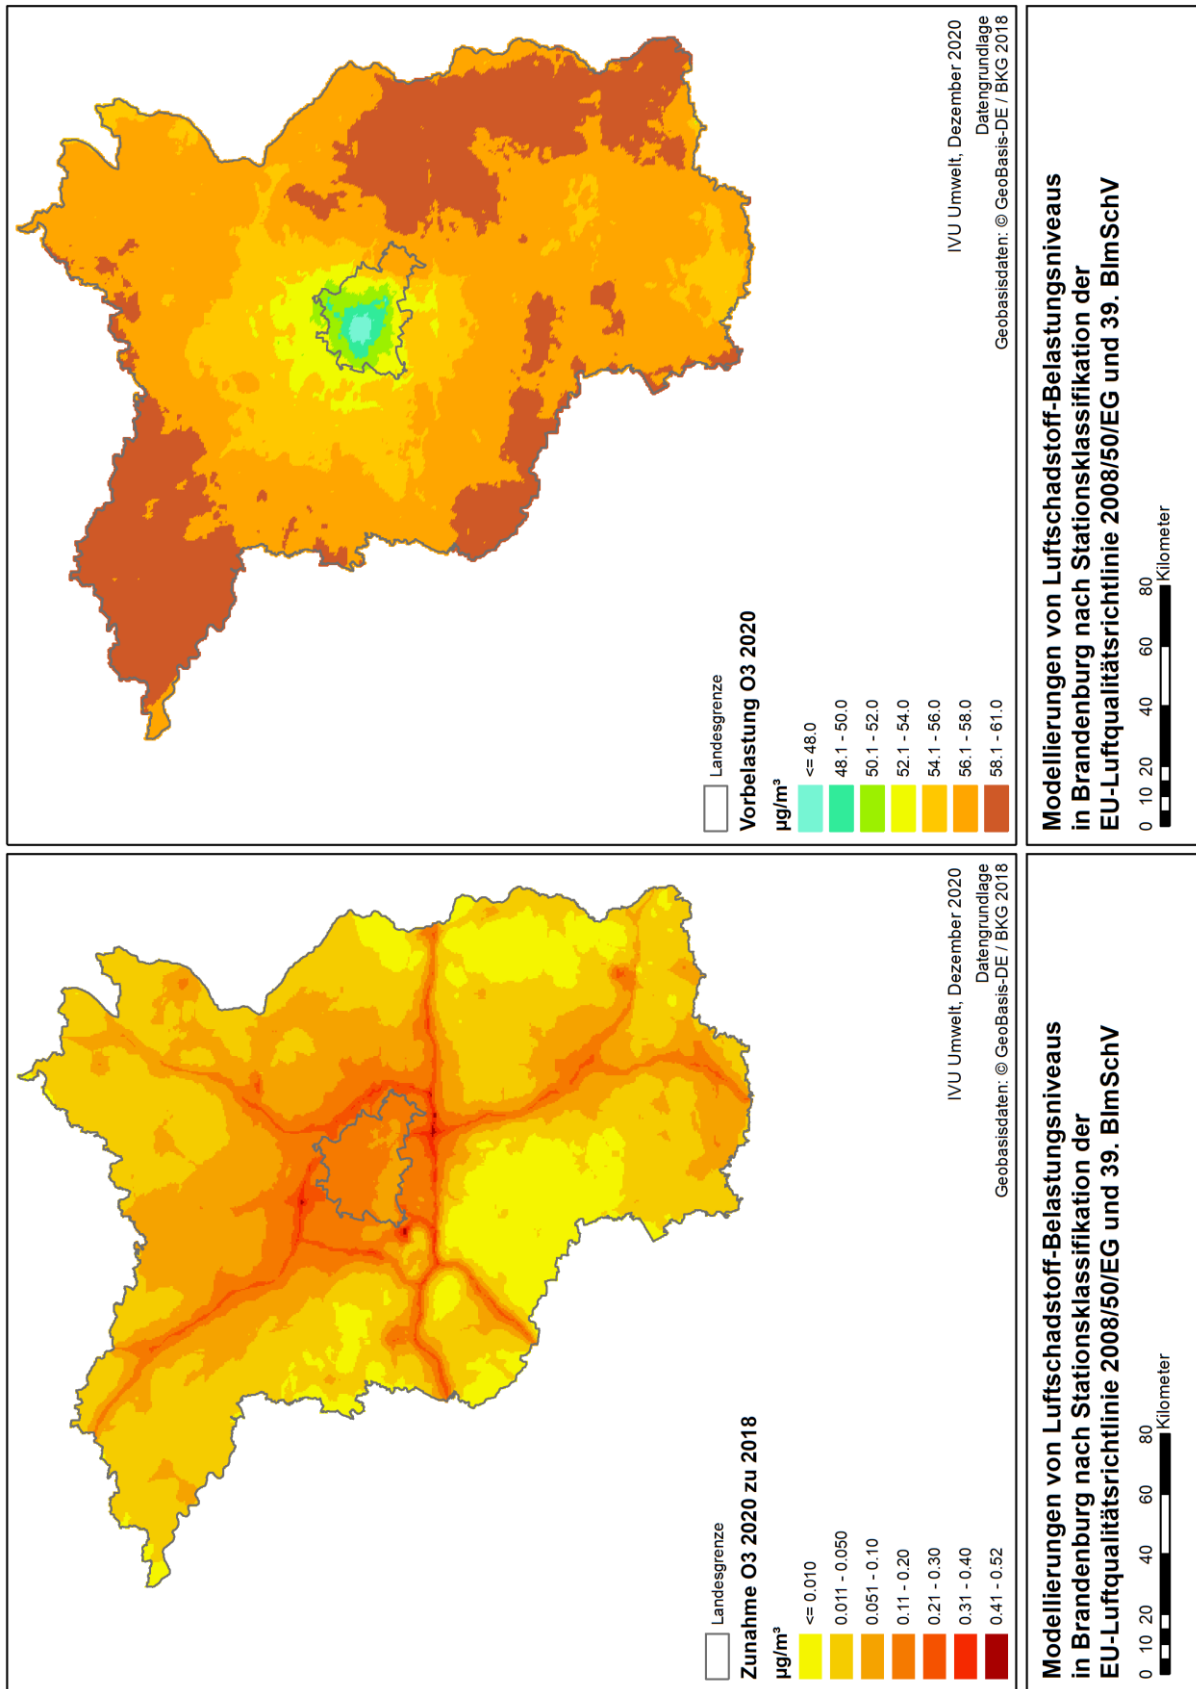 Landesgrenze
Zunahme O3 2020 zu 2018
µg/m³
<= 0.010
0.011 - 0.050
0.051 - 0.10
0.11 - 0.20
0.21 - 0.30
0.31 - 0.40
0.41 - 0.52
IVU Umwelt, Dezember 2020
Datengrundlage
Geobasisdaten: © GeoBasis-DE / BKG 2018
Modellierungen von Luftschadstoff-Belastungsniveaus
in Brandenburg nach Stationsklassifikation der
EU-Luftqualitätsrichtlinie 2008/50/EG und 39. BImSchV
0 10 20 40 60 80
Kilometer
Landesgrenze
Vorbelastung O3 2020
µg/m³
<= 48.0
48.1 - 50.0
50.1 - 52.0
52.1 - 54.0
54.1 - 56.0
56.1 - 58.0
58.1 - 61.0
IVU Umwelt, Dezember 2020
Datengrundlage
Geobasisdaten: © GeoBasis-DE / BKG 2018
Modellierungen von Luftschadstoff-Belastungsniveaus
in Brandenburg nach Stationsklassifikation der
EU-Luftqualitätsrichtlinie 2008/50/EG und 39. BImSchV
0 10 20 40 60 80
Kilometer